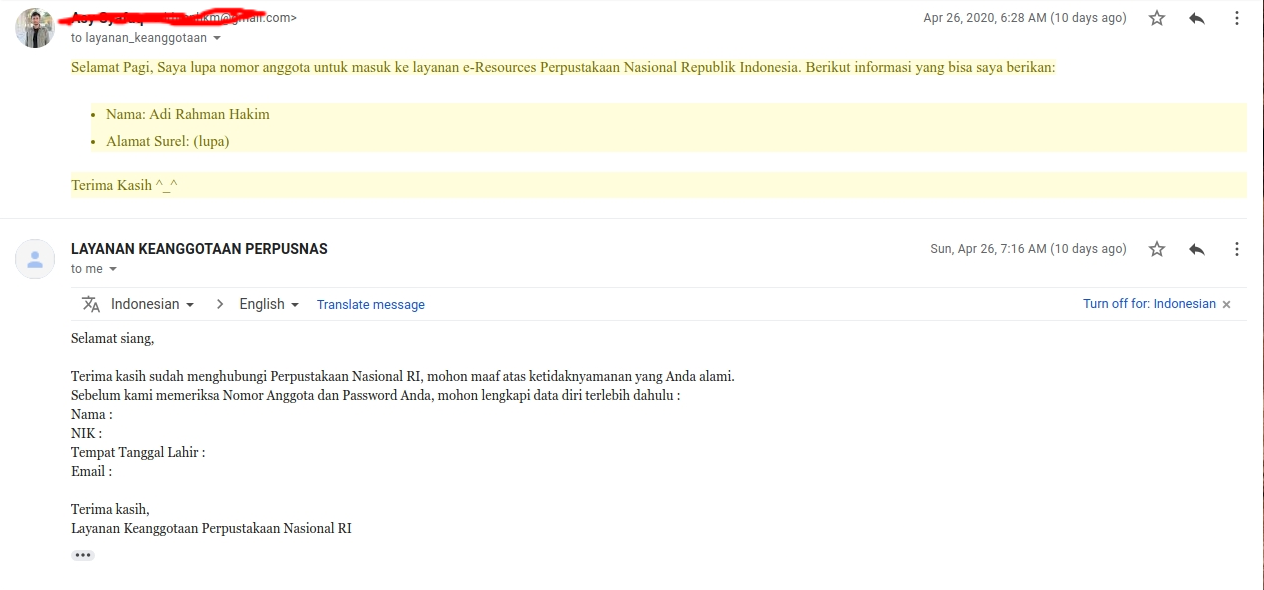 gmail.com>
Apr 26, 2020, 6:28 AM (10 days ago)
to layanan_keanggotaan
Selamat Pagi, Saya lupa nomor anggota untuk masuk ke layanan e-Resources Perpustakaan Nasional Republik Indonesia. Berikut informasi yang bisa saya berikan:
• Nama: Adi Rahman Hakim
• Alamat Surel: (lupa)
Terima Kasih ^_^
LAYANAN KEANGGOTAAN PERPUSNAS
Sun, Apr 26, 7:16 AM (10 days ago)
to me
Indonesian > English Translate message
Turn off for: Indonesian ×
Selamat siang,
Terima kasih sudah menghubungi Perpustakaan Nasional RI, mohon maaf atas ketidaknyamanan yang Anda alami.
Sebelum kami memeriksa Nomor Anggota dan Password Anda, mohon lengkapi data diri terlebih dahulu :
Nama :
NIK :
Tempat Tanggal Lahir :
Email :
Terima kasih,
Layanan Keanggotaan Perpustakaan Nasional RI